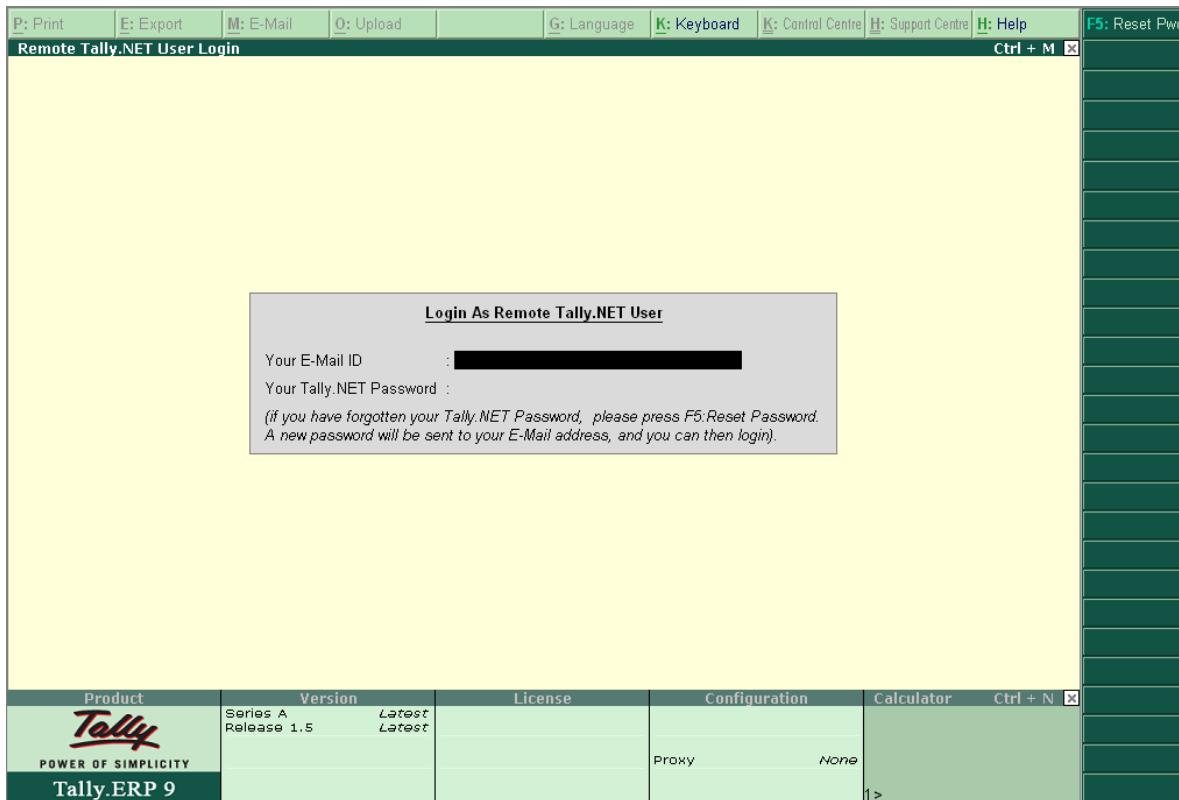 P: Print E: Export M: E-Mail O: Upload G: Language K: Keyboard K: Control Centre H: Support Centre H: Help F5: Reset Pwd
Remote Tally.NET User Login Ctrl + M
Login As Remote Tally.NET User
Your E-Mail ID :
Your Tally.NET Password :
(if you have forgotten your Tally.NET Password, please press F5:Reset Password.
A new password will be sent to your E-Mail address, and you can then login).
Product Version License Configuration Calculator Ctrl + N
Series A Latest
Release 1.5 Latest
Tally
POWER OF SIMPLICITY
Proxy None
Tally.ERP 9
1>